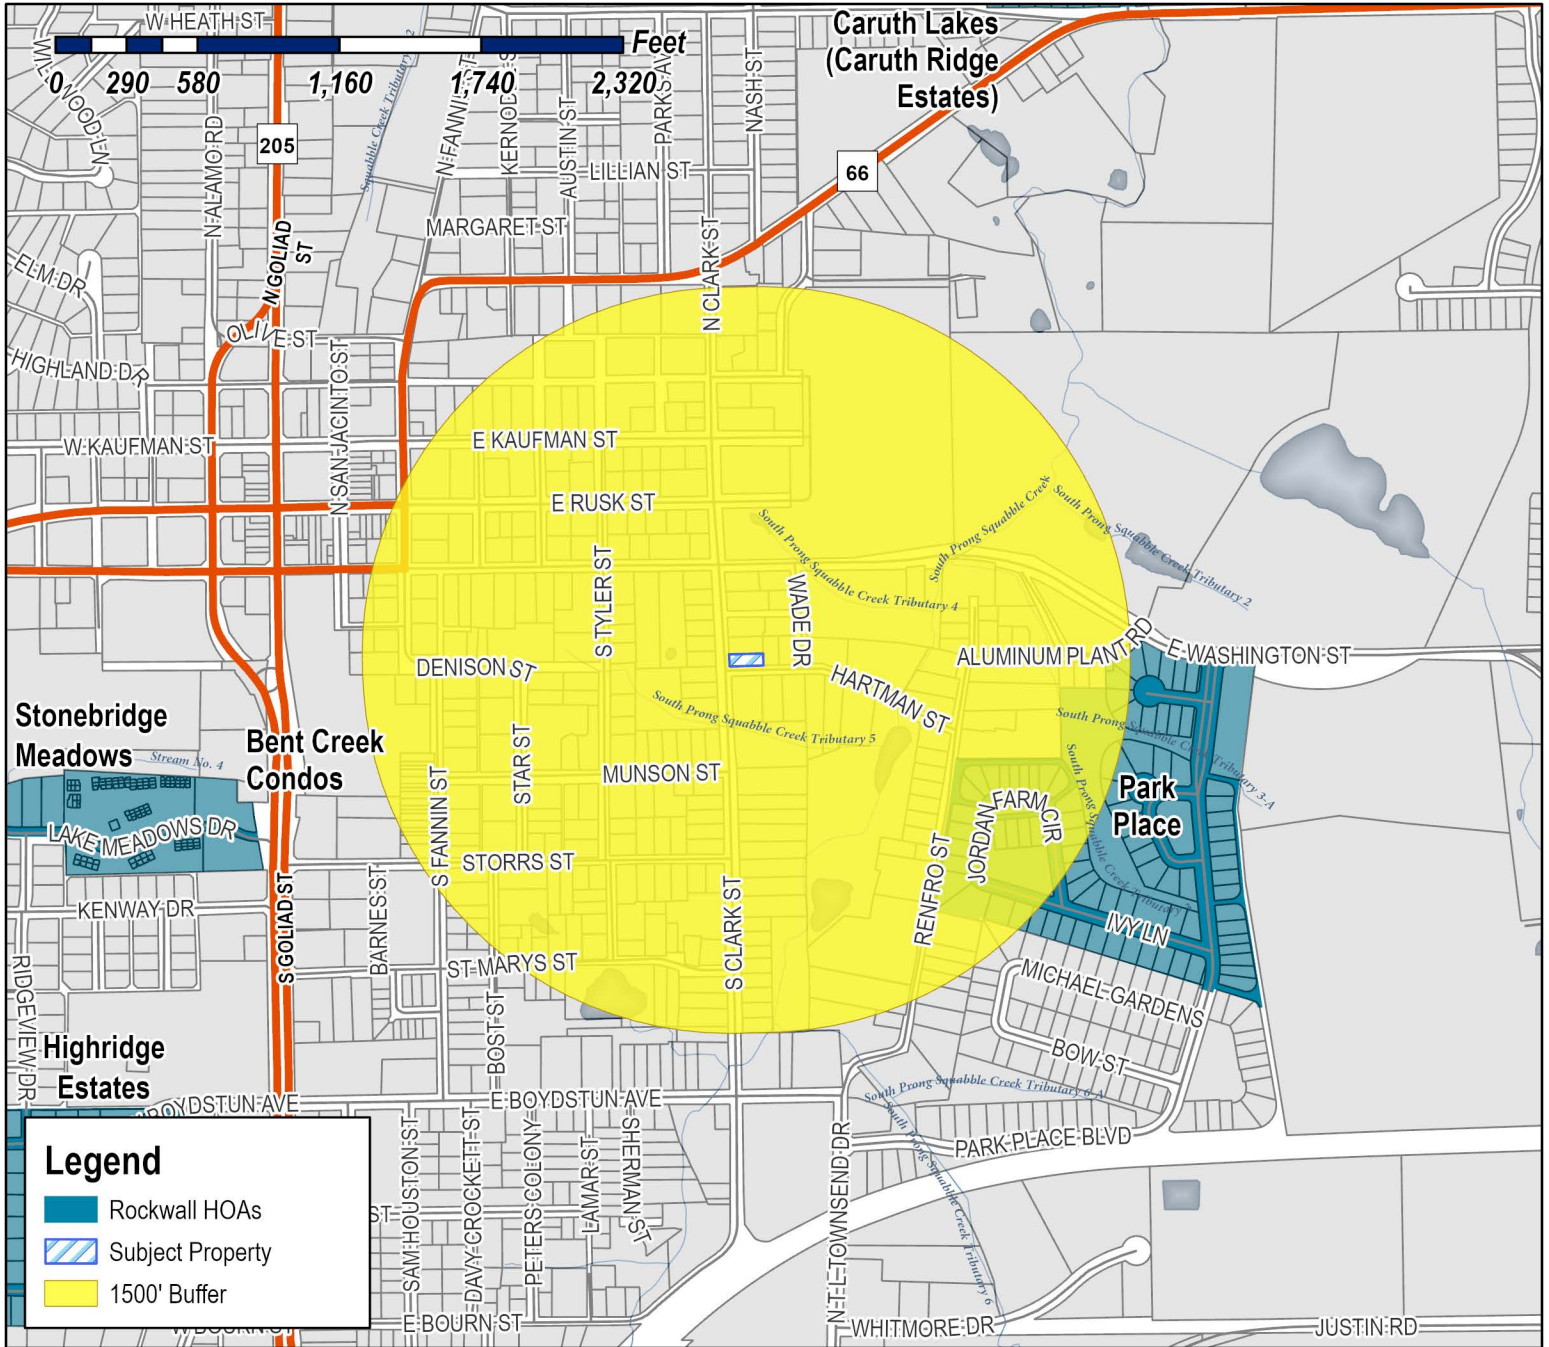 W HEATH ST
Feet
0 290 580 1,160 1,740 2,320
Caruth Lakes
(Caruth Ridge
Estates)
N ALAMO RD
205
N FANNIN ST
AUSTIN ST
NASH ST
LILLIAN ST
66
MARGARET ST
N GOLIAD
ST
N CLARK ST
ELM DR
OLIVE ST
HIGHLAND DR
N SAN JACINTO ST
W KAUFMAN ST
E KAUFMAN ST
E RUSK ST
South Prong Squabble Creek
South Prong Squabble Creek Tributary 2
South Prong Squabble Creek Tributary 4
S TYLER ST
WADE DR
DENISON ST
HARTMAN ST
ALUMINUM PLANT RD
E WASHINGTON ST
South Prong Squabble Creek Tributary 5
South Prong Squabble Creek Tributary 3-A
Stonebridge
Meadows
Stream No. 4
Bent Creek
Condos
STAR ST
MUNSON ST
Park
Place
LAKE MEADOWS DR
S FANNIN ST
STORRS ST
JORDAN
FARM CIR
RENFRO ST
KENWAY DR
BARNES ST
S GOLIAD ST
S CLARK ST
IVY LN
ST MARYS ST
MICHAEL GARDENS
RIDGEVIEW DR
BOST ST
Highridge
Estates
BOW ST
South Prong Squabble Creek Tributary 6-A
BOYDSTUN AVE
E BOYDSTUN AVE
PARK PLACE BLVD
South Prong Squabble Creek Tributary 6
SAM HOUSTON ST
DAVY CROCKETT ST
PETERS COLONY
LAMAR ST
SHERMAN ST
N T L TOWNSEND DR
Legend
Rockwall HOAs
Subject Property
1500' Buffer
ST
E BOURN ST
WHITMORE DR
JUSTIN RD